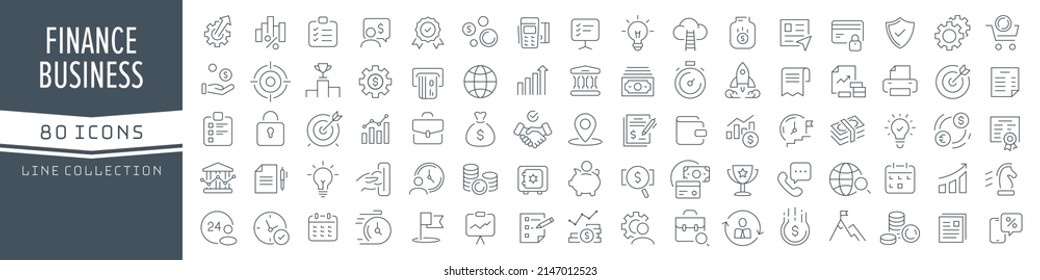 FINANCE
BUSINESS
80 ICONS
LINE COLLECTION
24
shutterstock.com · 2147012523